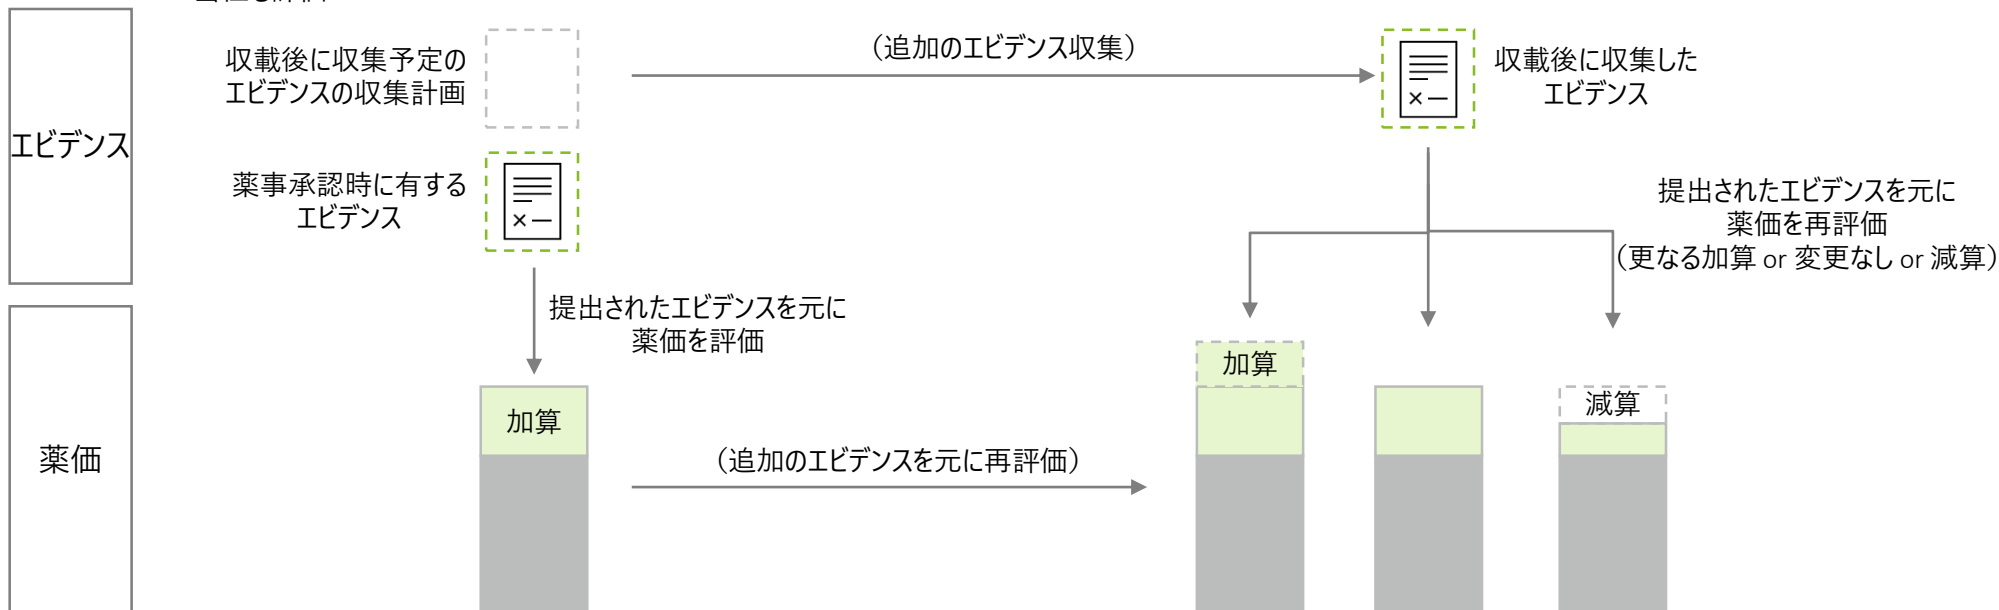 エビデンス
収載後に収集予定の
エビデンスの収集計画
（追加のエビデンス収集）
収載後に収集した
エビデンス
薬事承認時に有する
エビデンス
提出されたエビデンスを元に
薬価を再評価
（更なる加算 or 変更なし or 減算）
薬価
提出されたエビデンスを元に
薬価を評価
加算
（追加のエビデンスを元に再評価）
加算
減算